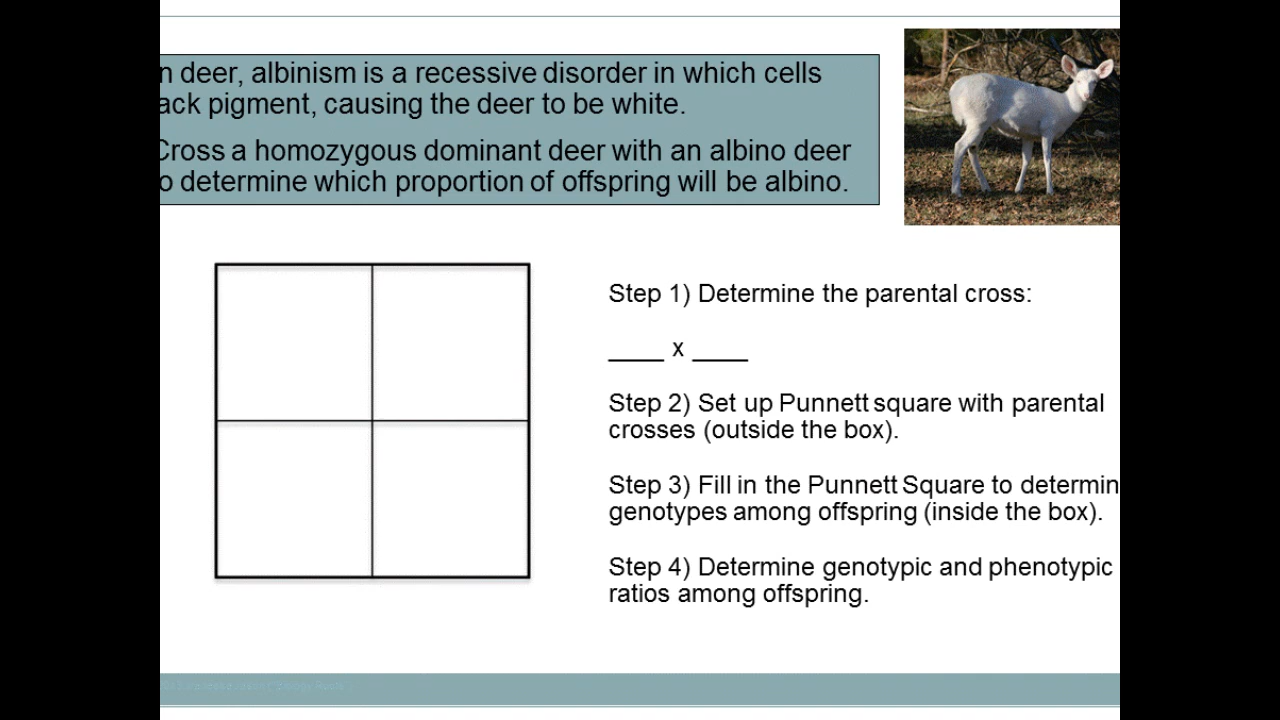 n deer, albinism is a recessive disorder in which cells
ack pigment, causing the deer to be white.
Cross a homozygous dominant deer with an albino deer
o determine which proportion of offspring will be albino.
Step 1) Determine the parental cross:
____ x ____
Step 2) Set up Punnett square with parental
crosses (outside the box).
Step 3) Fill in the Punnett Square to determin
genotypes among offspring (inside the box).
Step 4) Determine genotypic and phenotypic
ratios among offspring.